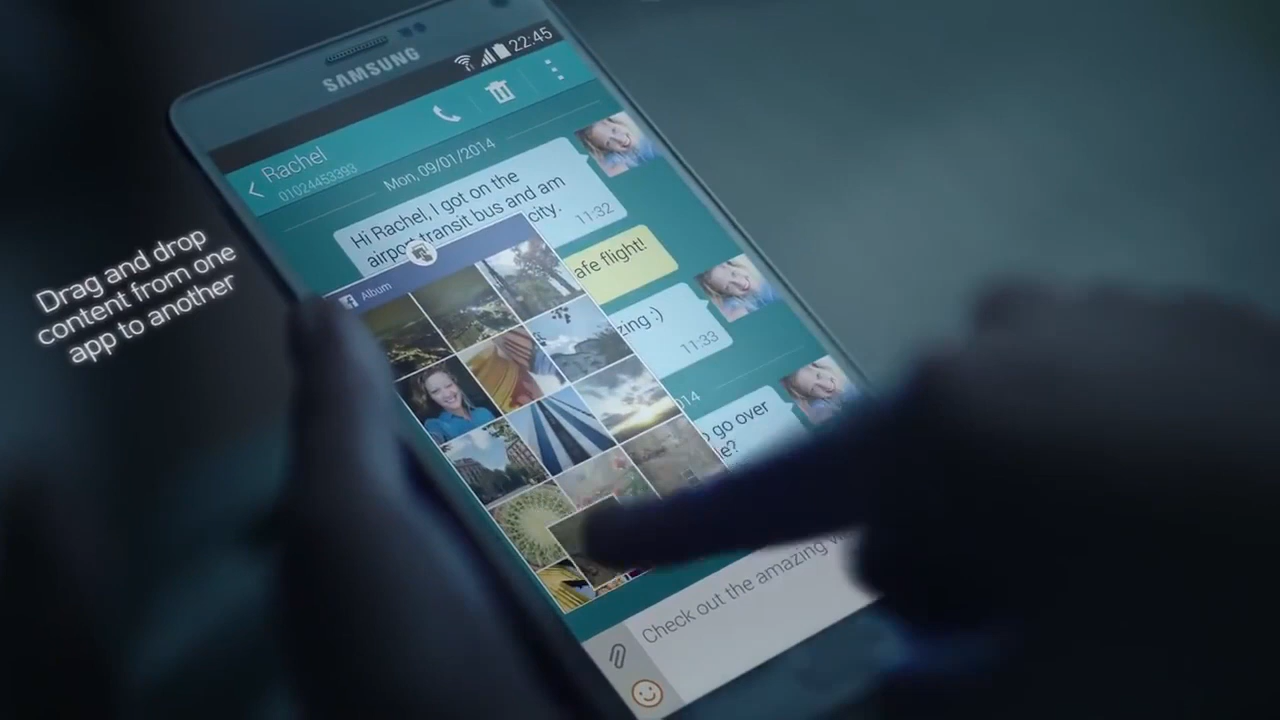 SAMSUNG
22:45
Rachel
01024453393
Mon, 09/01/2014
Hi Rachel, I got on the
airport transit bus and am
city.
11:32
afe flight!
Album
zing :)
11:33
014
go over
le?
Drag and drop
content from one
app to another
Check out the amazing